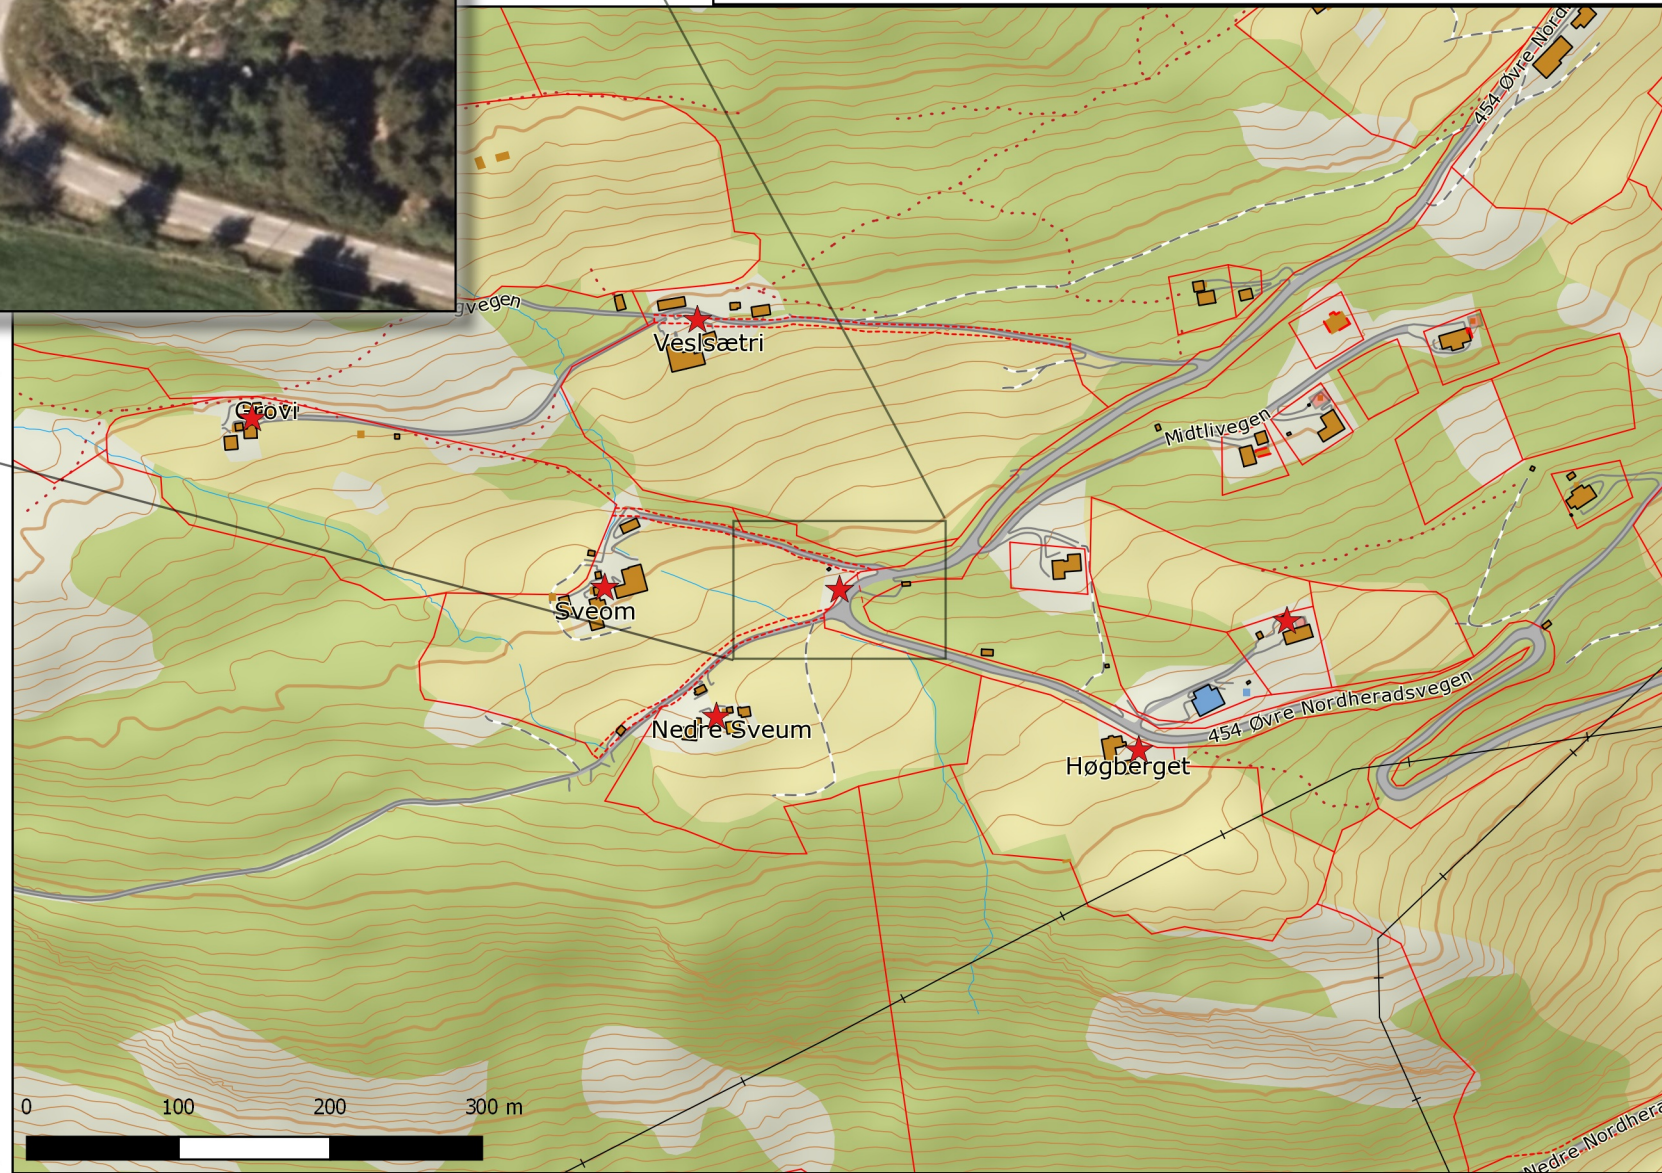 454 Øvre Nord
gvegen
Veslsætri
Grovi
Midtlivegen
Sveom
Nedre Sveum
454 Øvre Nordheradsvegen
Høgberget
0 100 200 300 m
Nedre Nordhera